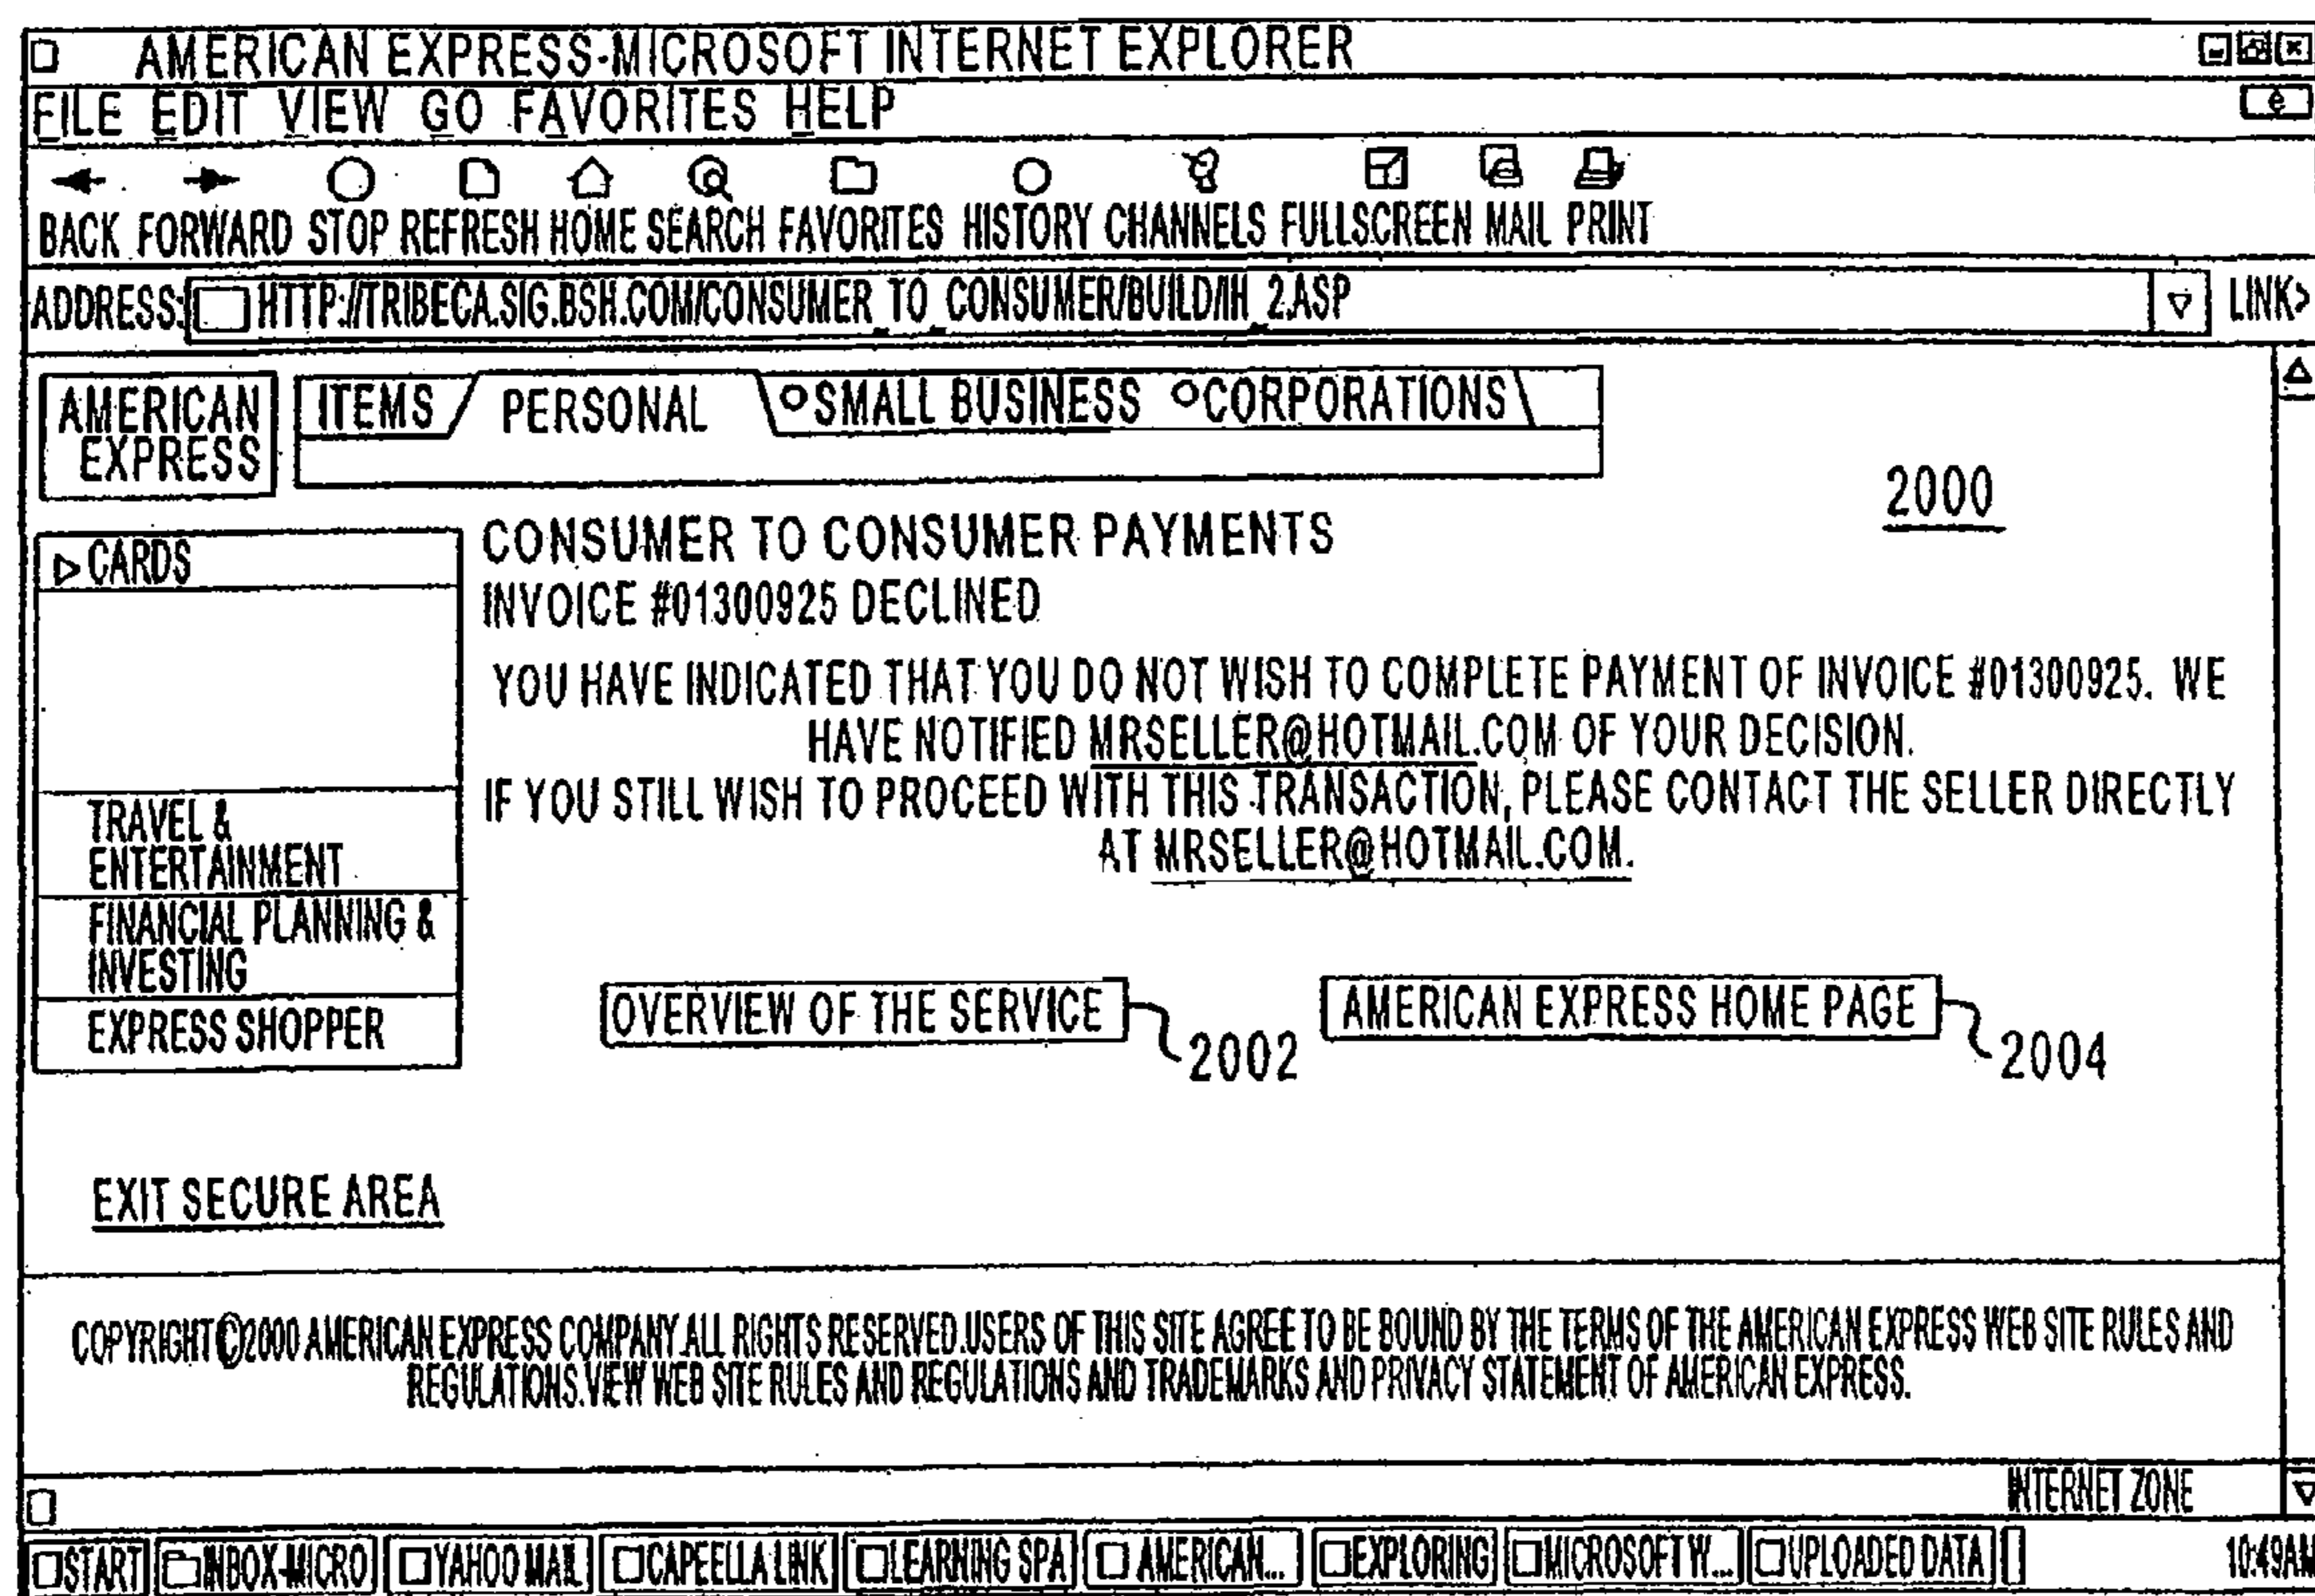 AMERICAN EXPRESS-MICROSOFT INTERNET EXPLORER
FILE EDIT VIEW GO FAVORITES HELP
BACK FORWARD STOP REFRESH HOME SEARCH FAVORITES HISTORY CHANNELS FULLSCREEN MAIL PRINT
ADDRESS: HTTP://TRIBECA.SIG.BSH.COM/CONSUMER_TO_CONSUMER/BUILD/IH_2.ASP LINK>
AMERICAN
EXPRESS
ITEMS PERSONAL SMALL BUSINESS CORPORATIONS
2000
CARDS
TRAVEL &
ENTERTAINMENT
FINANCIAL PLANNING &
INVESTING
EXPRESS SHOPPER
CONSUMER TO CONSUMER PAYMENTS
INVOICE #01300925 DECLINED
YOU HAVE INDICATED THAT YOU DO NOT WISH TO COMPLETE PAYMENT OF INVOICE #01300925. WE
HAVE NOTIFIED MRSELLER@HOTMAIL.COM OF YOUR DECISION.
IF YOU STILL WISH TO PROCEED WITH THIS TRANSACTION, PLEASE CONTACT THE SELLER DIRECTLY
AT MRSELLER@HOTMAIL.COM.
OVERVIEW OF THE SERVICE 2002 AMERICAN EXPRESS HOME PAGE 2004
EXIT SECURE AREA
COPYRIGHT©2000 AMERICAN EXPRESS COMPANY.ALL RIGHTS RESERVED.USERS OF THIS SITE AGREE TO BE BOUND BY THE TERMS OF THE AMERICAN EXPRESS WEB SITE RULES AND
REGULATIONS.VIEW WEB SITE RULES AND REGULATIONS AND TRADEMARKS AND PRIVACY STATEMENT OF AMERICAN EXPRESS.
INTERNET ZONE
START INBOX-MICRO YAHOO MAIL CAPEELLA LINK LEARNING SPA AMERICAN... EXPLORING MICROSOFT W... UPLOADED DATA 10:49AM